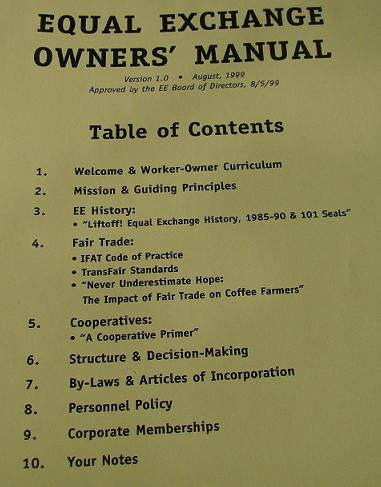 EQUAL EXCHANGE
OWNERS' MANUAL
Version 1.0 • August, 1999
Approved by the EE Board of Directors, 8/5/99
Table of Contents
1. Welcome & Worker-Owner Curriculum
2. Mission & Guiding Principles
3. EE History:
• "Liftoff! Equal Exchange History, 1985-90 & 101 Seals"
4. Fair Trade:
• IFAT Code of Practice
• TransFair Standards
• "Never Underestimate Hope:
The Impact of Fair Trade on Coffee Farmers"
5. Cooperatives:
• "A Cooperative Primer"
6. Structure & Decision-Making
7. By-Laws & Articles of Incorporation
8. Personnel Policy
9. Corporate Memberships
10. Your Notes